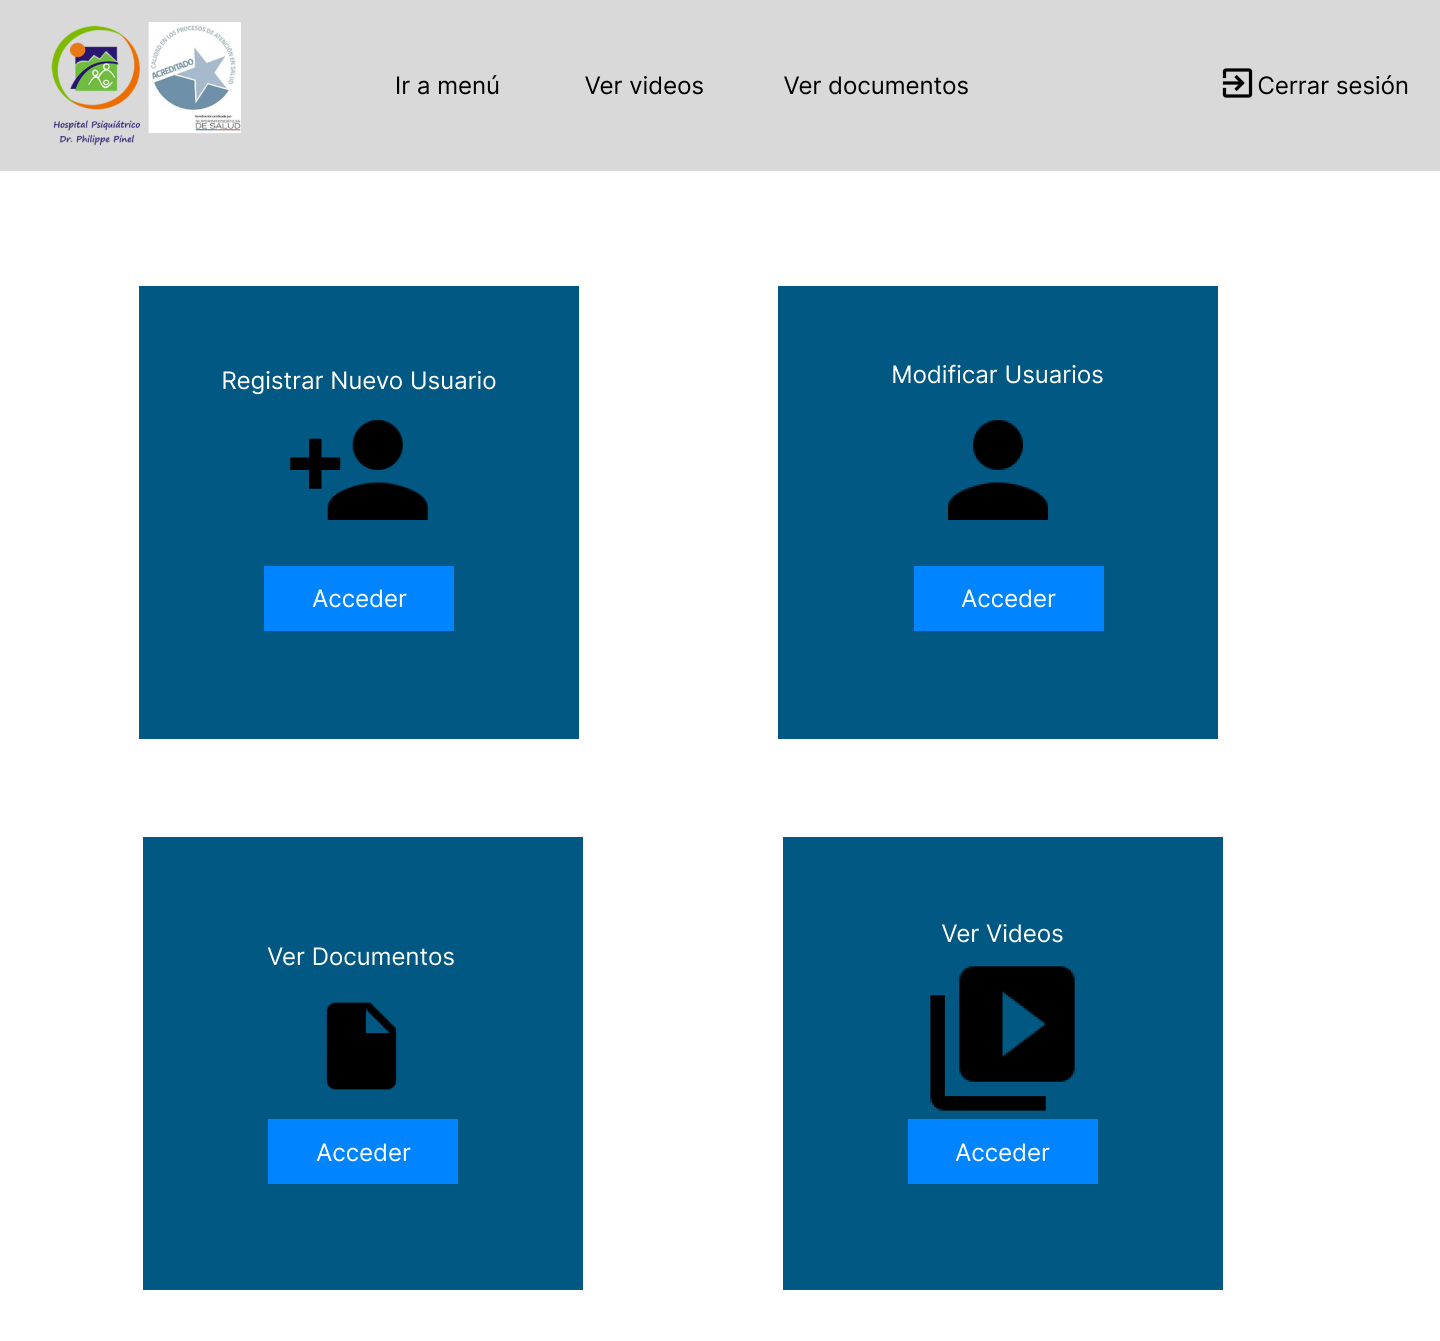 CALIDAD EN LOS PROCESOS DE ATENCIÓN EN SALUD
ACREDITADO
SUPERINTENDENCIA
DE SALUD
Hospital Psiquiátrico
Dr. Philippe Pinel
Ir a menú
Ver videos
Ver documentos
Cerrar sesión
Registrar Nuevo Usuario
Acceder
Modificar Usuarios
Acceder
Ver Documentos
Acceder
Ver Videos
Acceder